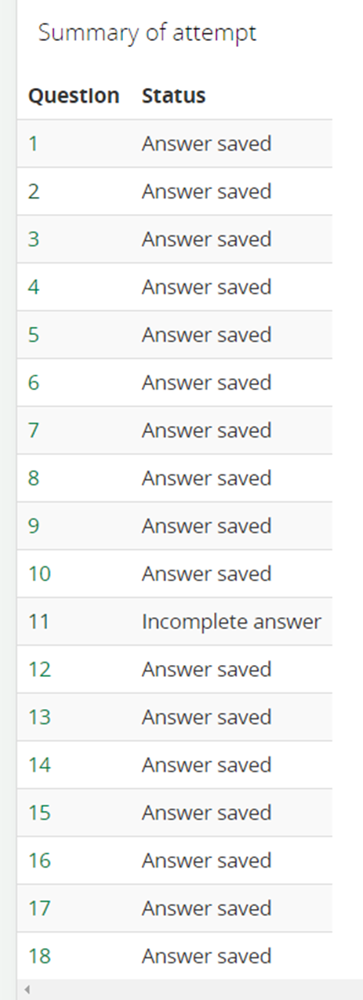 Summary of attempt
Question Status
1 Answer saved
2 Answer saved
3 Answer saved
4 Answer saved
5 Answer saved
6 Answer saved
7 Answer saved
8 Answer saved
9 Answer saved
10 Answer saved
11 Incomplete answer
12 Answer saved
13 Answer saved
14 Answer saved
15 Answer saved
16 Answer saved
17 Answer saved
18 Answer saved